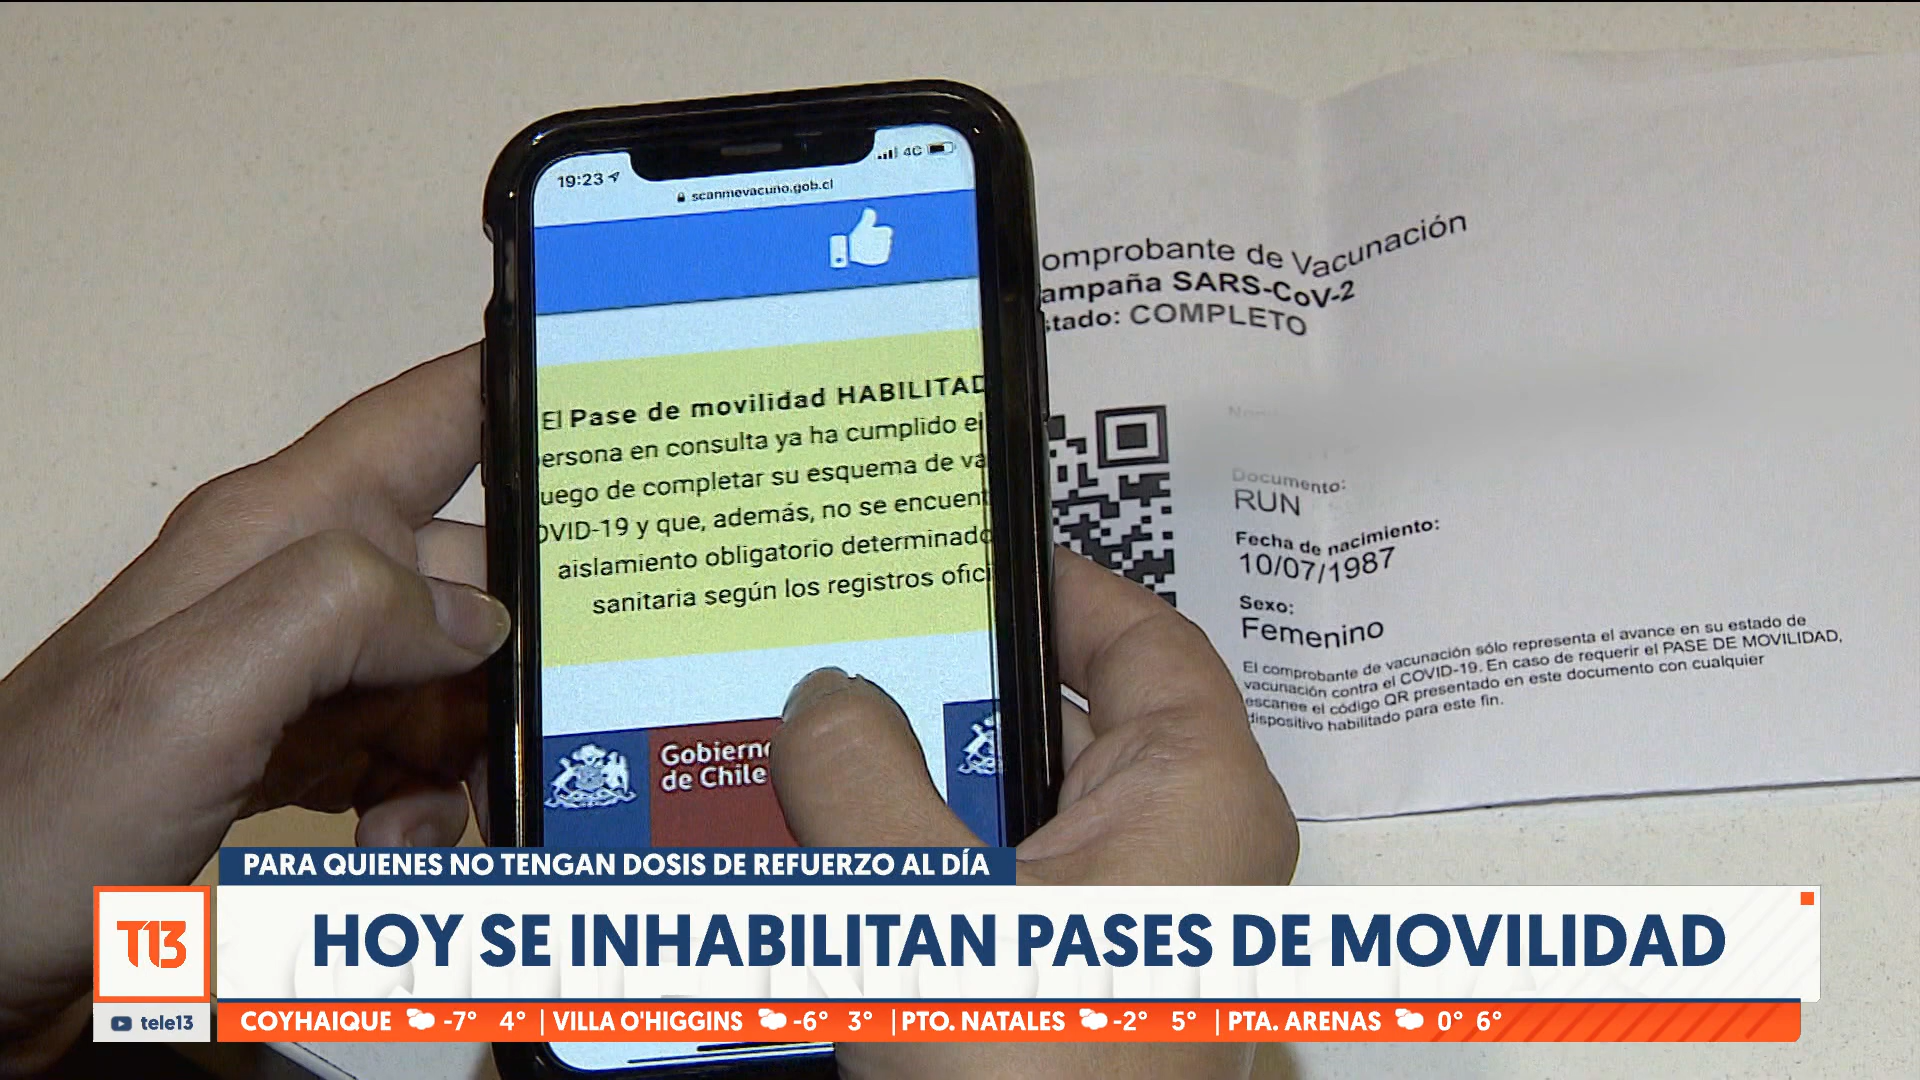 19:23
4G
scanmevacuno.gob.cl
El Pase de movilidad HABILITAD
ersona en consulta ya ha cumplido el
uego de completar su esquema de va
OVID-19 y que, además, no se encuent
aislamiento obligatorio determinado
sanitaria según los registros ofici
Gobierno
de Chile
omprobante de Vacunación
ampaña SARS-CoV-2
stado: COMPLETO
Documento:
RUN
Fecha de nacimiento:
10/07/1987
Sexo:
Femenino
El comprobante de vacunación sólo representa el avance en su estado de
vacunación contra el COVID-19. En caso de requerir el PASE DE MOVILIDAD,
escanee el código QR presentado en este documento con cualquier
dispositivo habilitado para este fin.
PARA QUIENES NO TENGAN DOSIS DE REFUERZO AL DÍA
T13
HOY SE INHABILITAN PASES DE MOVILIDAD
tele13
COYHAIQUE -7° 4° | VILLA O'HIGGINS -6° 3° | PTO. NATALES -2° 5° | PTA. ARENAS 0° 6°